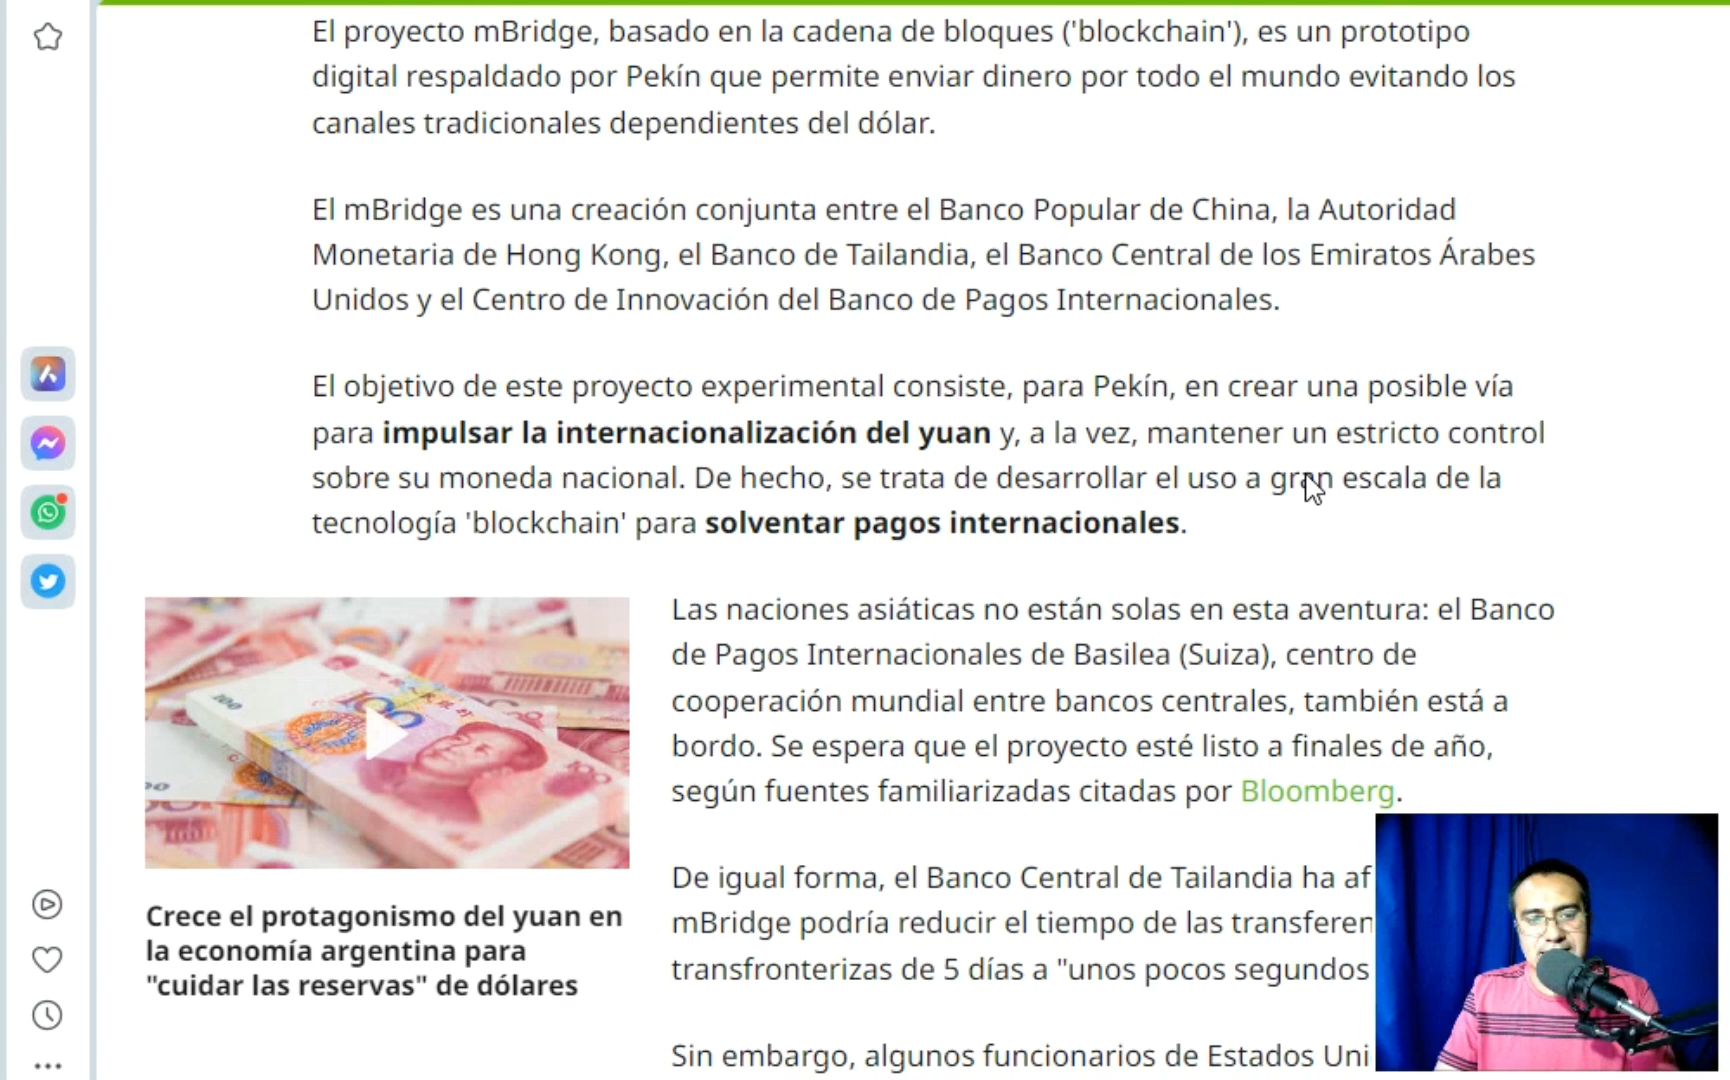 El proyecto mBridge, basado en la cadena de bloques ('blockchain'), es un prototipo
digital respaldado por Pekín que permite enviar dinero por todo el mundo evitando los
canales tradicionales dependientes del dólar.
El mBridge es una creación conjunta entre el Banco Popular de China, la Autoridad
Monetaria de Hong Kong, el Banco de Tailandia, el Banco Central de los Emiratos Árabes
Unidos y el Centro de Innovación del Banco de Pagos Internacionales.
El objetivo de este proyecto experimental consiste, para Pekín, en crear una posible vía
para impulsar la internacionalización del yuan y, a la vez, mantener un estricto control
sobre su moneda nacional. De hecho, se trata de desarrollar el uso a gran escala de la
tecnología 'blockchain' para solventar pagos internacionales.
Las naciones asiáticas no están solas en esta aventura: el Banco
de Pagos Internacionales de Basilea (Suiza), centro de
cooperación mundial entre bancos centrales, también está a
bordo. Se espera que el proyecto esté listo a finales de año,
según fuentes familiarizadas citadas por Bloomberg.
De igual forma, el Banco Central de Tailandia ha af
mBridge podría reducir el tiempo de las transferen
transfronterizas de 5 días a "unos pocos segundos
Sin embargo, algunos funcionarios de Estados Uni
100
100
100
Crece el protagonismo del yuan en
la economía argentina para
"cuidar las reservas" de dólares